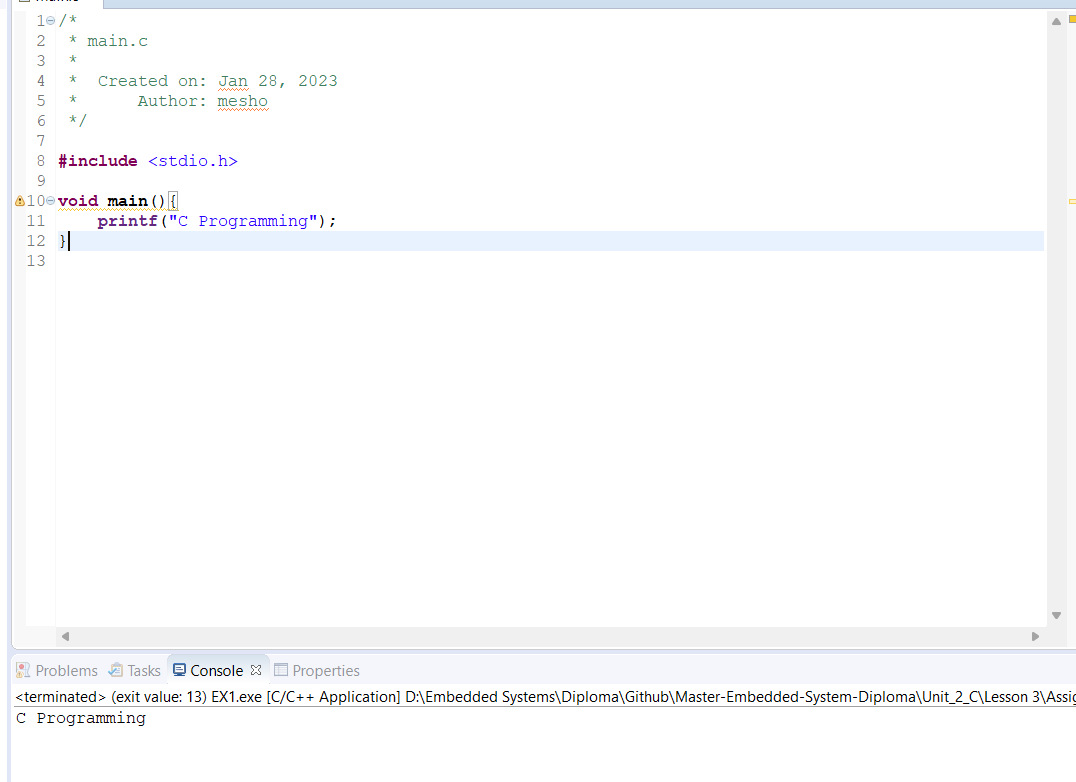 1 /*
2  * main.c
3  *
4  *  Created on: Jan 28, 2023
5  *      Author: mesho
6  */
7
8 #include <stdio.h>
9
10 void main(){
11     printf("C Programming");
12 }
13
Problems Tasks Console Properties
<terminated> (exit value: 13) EX1.exe [C/C++ Application] D:\Embedded Systems\Diploma\Github\Master-Embedded-System-Diploma\Unit_2_C\Lesson 3\Assig
C Programming